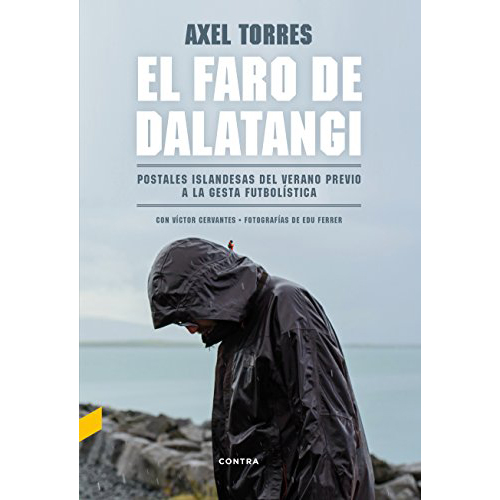 AXEL TORRES
EL FARO DE
DALATANGI
POSTALES ISLANDESAS DEL VERANO PREVIO
A LA GESTA FUTBOLÍSTICA
CON VÍCTOR CERVANTES • FOTOGRAFÍAS DE EDU FERRER
CONTRA